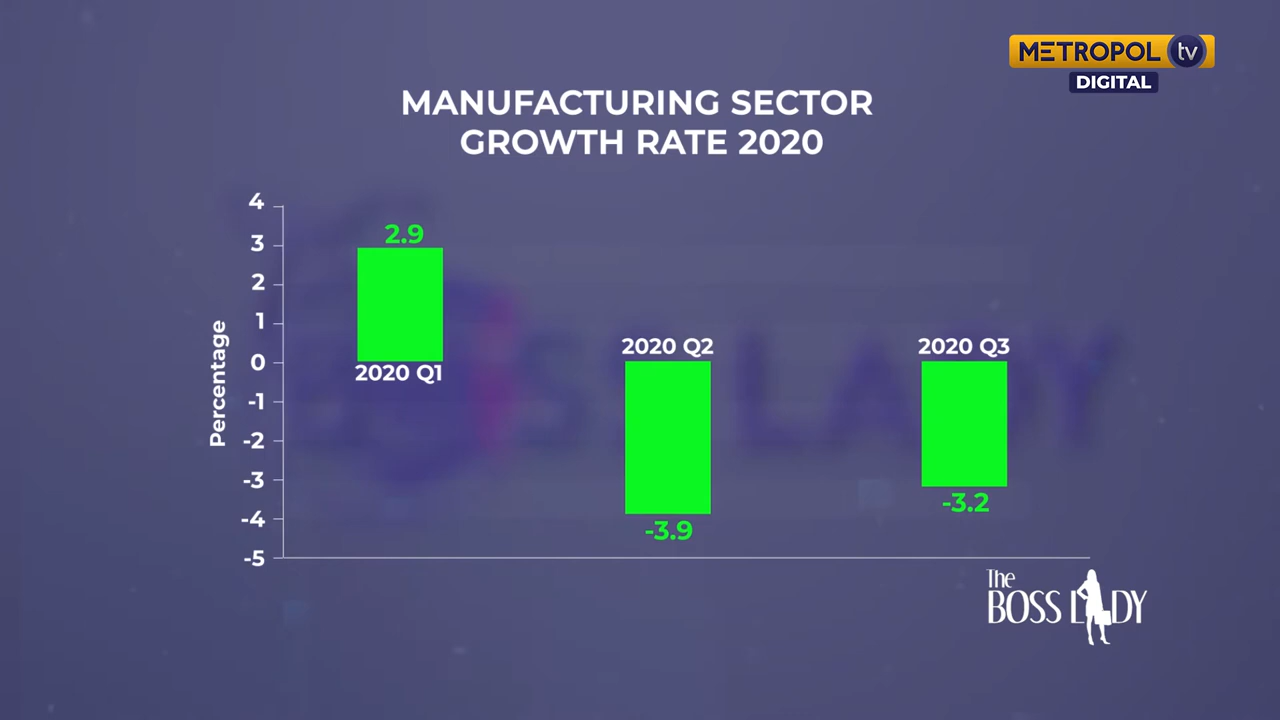 METROPOL tv
DIGITAL
MANUFACTURING SECTOR
GROWTH RATE 2020
Percentage
4
3
2
1
0
-1
-2
-3
-4
-5
2.9
2020 Q1
2020 Q2
-3.9
2020 Q3
-3.2
The
BOSS LADY